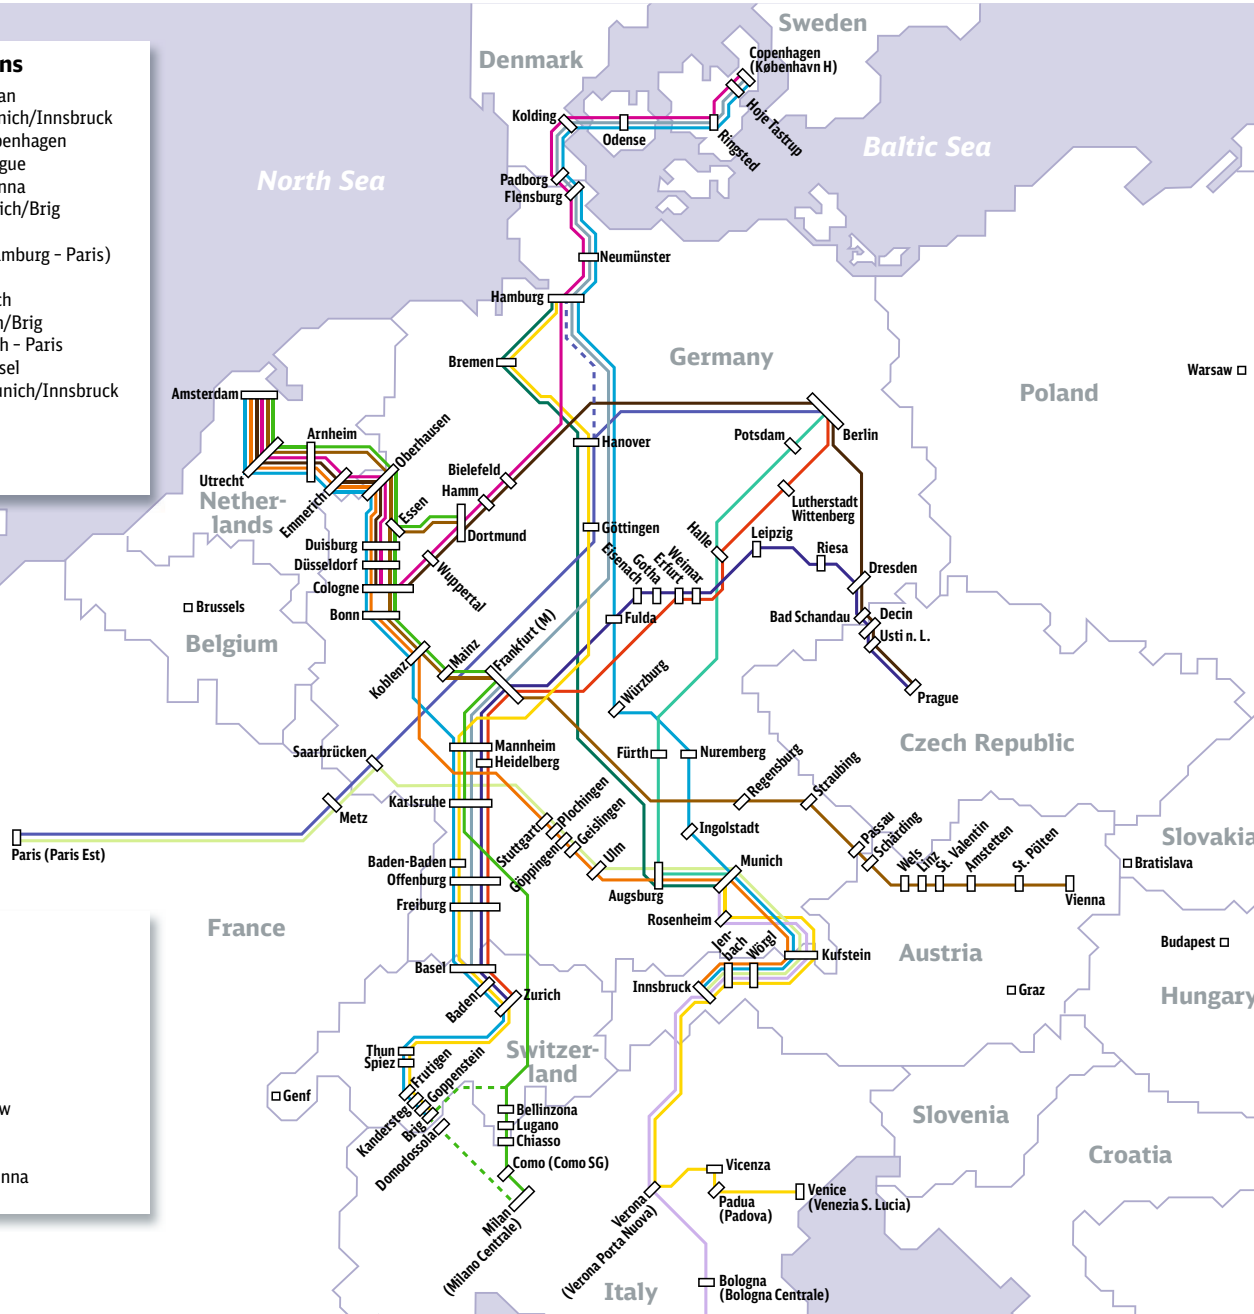 ns
an
nich/Innsbruck
penhagen
gue
nna
ich/Brig
amburg – Paris)
ch
n/Brig
ch – Paris
sel
unich/Innsbruck
w
nna
Sweden
Denmark
Copenhagen
(København H)
Kolding
Odense
Ringsted
Hoje Tastrup
Baltic Sea
North Sea
Padborg
Flensburg
Neumünster
Hamburg
Bremen
Germany
Poland
Warsaw
Amsterdam
Arnheim
Oberhausen
Utrecht
Nether-
lands
Emmerich
Essen
Bielefeld
Hamm
Dortmund
Hanover
Potsdam
Berlin
Lutherstadt
Wittenberg
Göttingen
Halle
Leipzig
Riesa
Dresden
Duisburg
Düsseldorf
Cologne
Bonn
Wuppertal
Eisenach
Gotha
Erfurt
Weimar
Fulda
Bad Schandau
Decin
Usti n. L.
Prague
Brussels
Belgium
Koblenz
Mainz
Frankfurt (M)
Würzburg
Czech Republic
Saarbrücken
Metz
Paris (Paris Est)
Mannheim
Heidelberg
Karlsruhe
Fürth
Nuremberg
Regensburg
Straubing
Ingolstadt
Passau
Schärding
Wels
Linz
St. Valentin
Amstetten
St. Pölten
Vienna
Slovakia
Bratislava
Stuttgart
Plochingen
Göppingen
Geislingen
Ulm
Augsburg
Munich
Baden-Baden
Offenburg
Freiburg
France
Rosenheim
Kufstein
Jen-
bach
Wörgl
Innsbruck
Austria
Graz
Budapest
Hungary
Basel
Baden
Zurich
Thun
Spiez
Frutigen
Goppenstein
Kandersteg
Brig
Domodossola
Switzer-
land
Genf
Bellinzona
Lugano
Chiasso
Como (Como SG)
Milan
(Milano Centrale)
Slovenia
Croatia
Vicenza
Padua
(Padova)
Venice
(Venezia S. Lucia)
Verona
(Verona Porta Nuova)
Bologna
(Bologna Centrale)
Italy